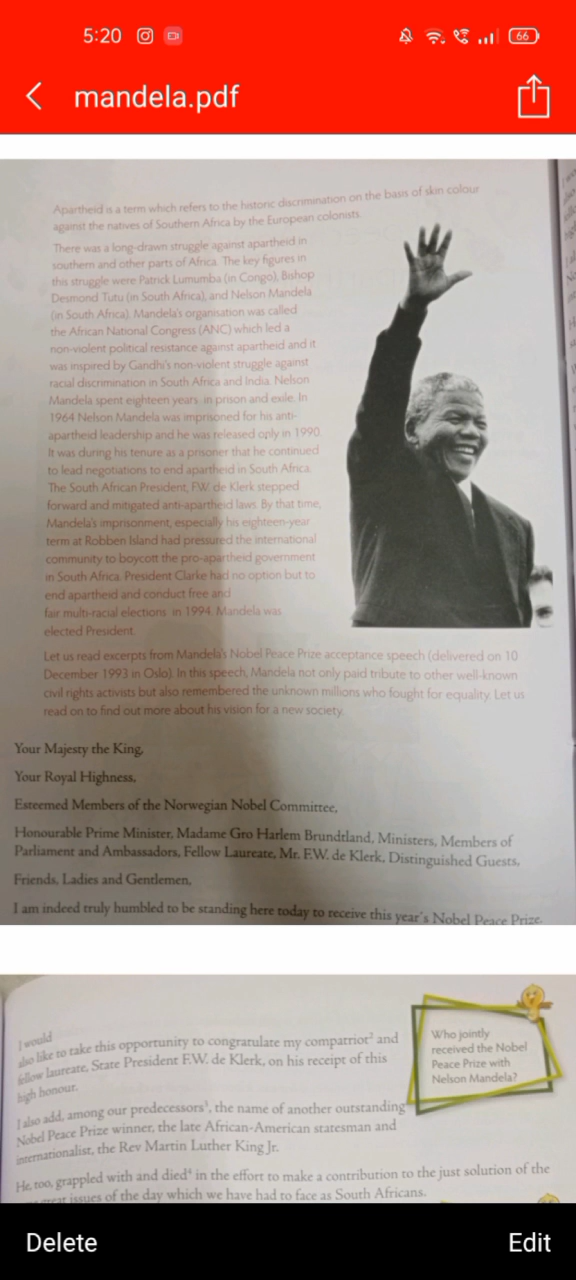 5:20
66
mandela.pdf
Apartheid is a term which refers to the historic discrimination on the basis of skin colour
against the natives of Southern Africa by the European colonists.
There was a long-drawn struggle against apartheid in
southern and other parts of Africa. The key figures in
this struggle were Patrick Lumumba (in Congo), Bishop
Desmond Tutu (in South Africa), and Nelson Mandela
(in South Africa). Mandela's organisation was called
the African National Congress (ANC) which led a
non-violent political resistance against apartheid and it
was inspired by Gandhi's non-violent struggle against
racial discrimination in South Africa and India. Nelson
Mandela spent eighteen years in prison and exile. In
1964 Nelson Mandela was imprisoned for his anti-
apartheid leadership and he was released only in 1990.
It was during his tenure as a prisoner that he continued
to lead negotiations to end apartheid in South Africa.
The South African President, F.W. de Klerk stepped
forward and mitigated anti-apartheid laws. By that time,
Mandela's imprisonment, especially his eighteen-year
term at Robben Island had pressured the international
community to boycott the pro-apartheid government
in South Africa. President Clarke had no option but to
end apartheid and conduct free and
fair multi-racial elections in 1994. Mandela was
elected President.
Let us read excerpts from Mandela's Nobel Peace Prize acceptance speech (delivered on 10
December 1993 in Oslo). In this speech, Mandela not only paid tribute to other well-known
civil rights activists but also remembered the unknown millions who fought for equality. Let us
read on to find out more about his vision for a new society.
Your Majesty the King,
Your Royal Highness,
Esteemed Members of the Norwegian Nobel Committee,
Honourable Prime Minister, Madame Gro Harlem Brundtland, Ministers, Members of
Parliament and Ambassadors, Fellow Laureate, Mr. F.W. de Klerk, Distinguished Guests,
Friends, Ladies and Gentlemen,
I am indeed truly humbled to be standing here today to receive this year's Nobel Peace Prize.
I would
also like to take this opportunity to congratulate my compatriot² and
fellow laureate, State President F.W. de Klerk, on his receipt of this
high honour.
Who jointly
received the Nobel
Peace Prize with
Nelson Mandela?
I also add, among our predecessors³, the name of another outstanding
Nobel Peace Prize winner, the late African-American statesman and
internationalist, the Rev Martin Luther King Jr.
He, too, grappled with and died⁴ in the effort to make a contribution to the just solution of the
great issues of the day which we have had to face as South Africans.
Delete
Edit